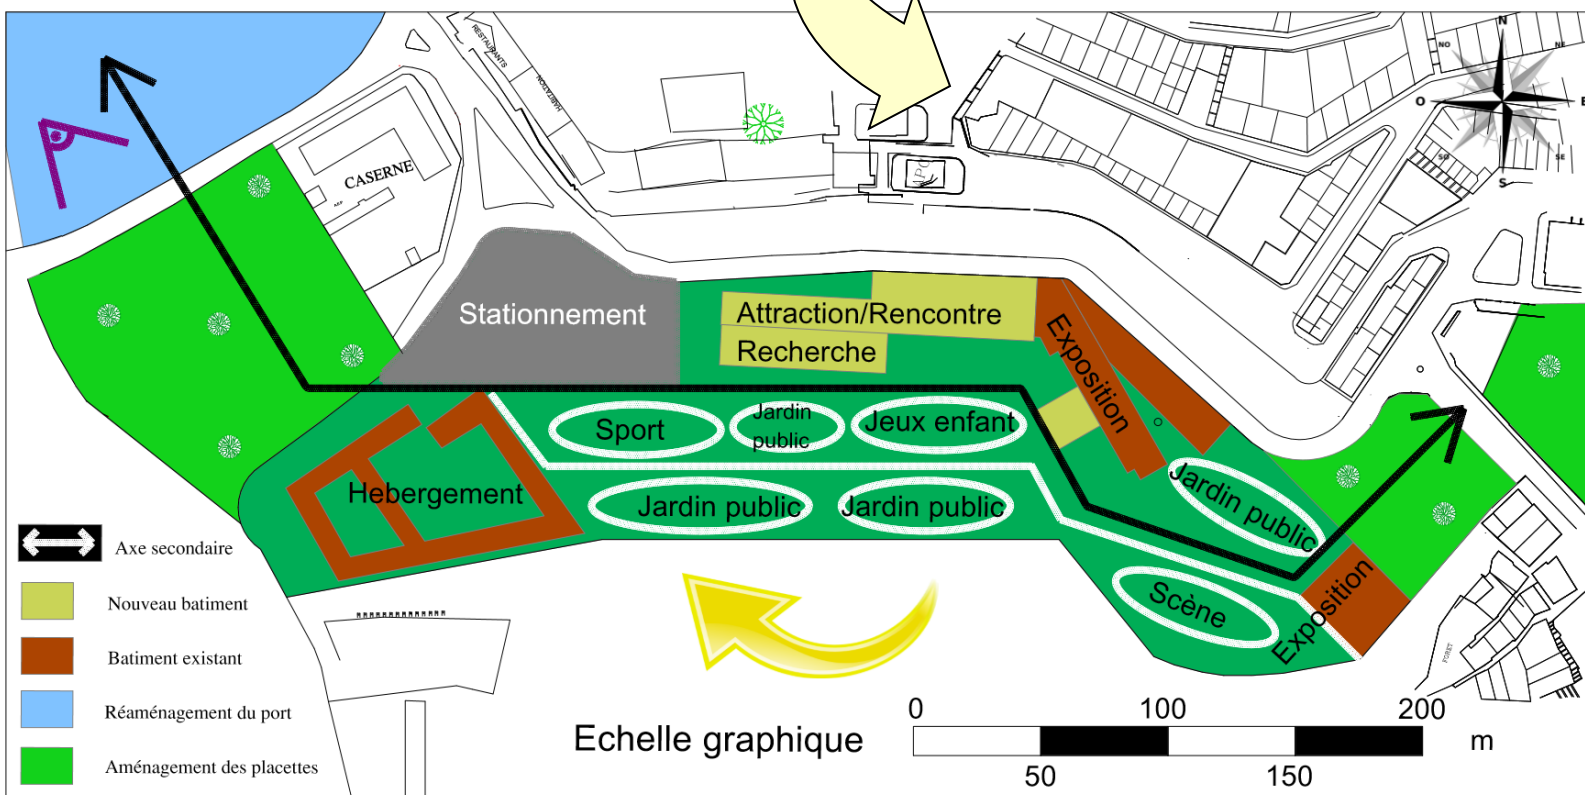 N
NO
NE
O
E
SO
SE
S
RESTAURANTS
HABITATION
CASERNE
Stationnement
Attraction/Rencontre
Recherche
Exposition
Sport
Jardin
public
Jeux enfant
Hebergement
Jardin public
Jardin public
Jardin public
Scène
Exposition
FORET
Axe secondaire
Nouveau batiment
Batiment existant
Réaménagement du port
Aménagement des placettes
Echelle graphique
0
100
200
m
50
150